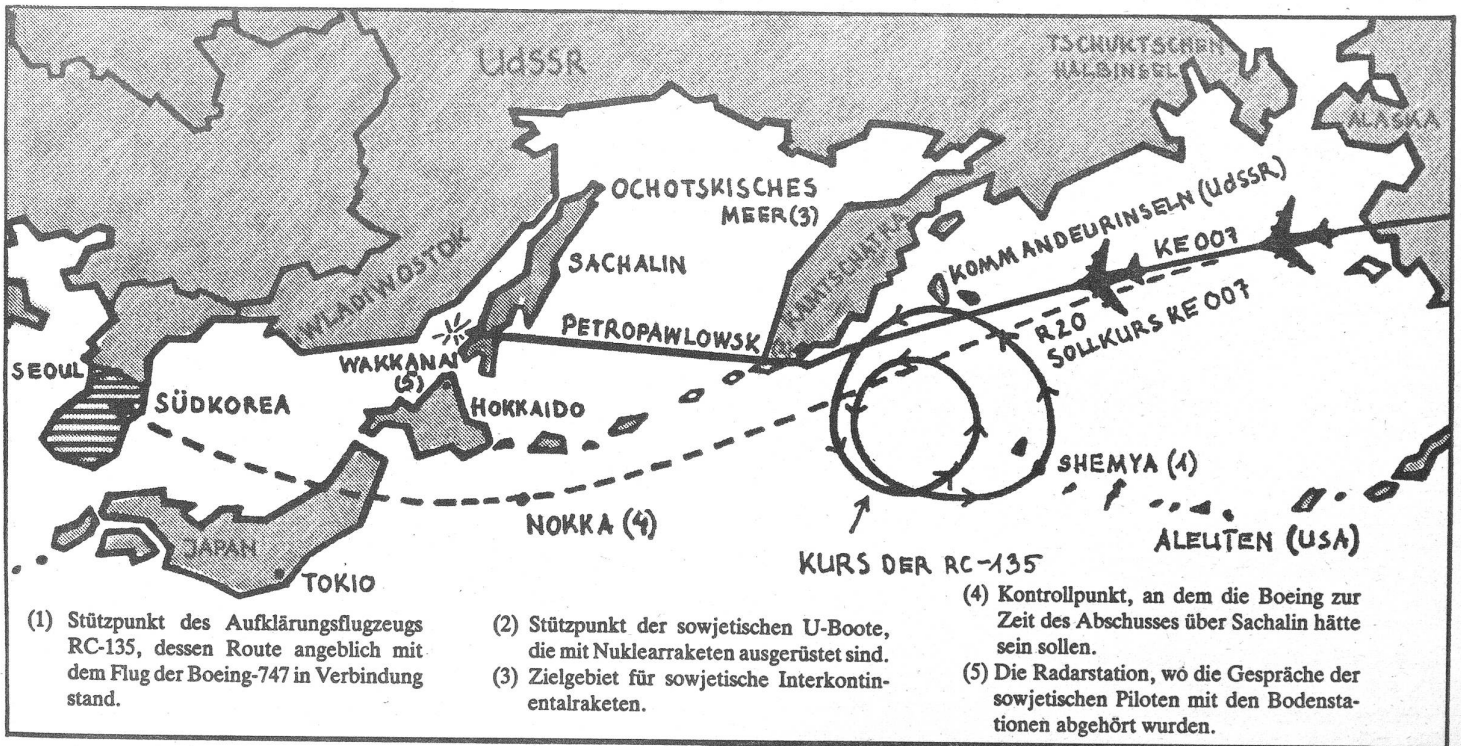 UdSSR
TSCHUKTSCHEN
HALBINSEL
ALASKA
OCHOTSKISCHES
MEER (3)
KAMTSCHATKA
KOMMANDEURINSELN (UdSSR)
KE 007
R20
SOLLKURS KE 007
WLADIWOSTOK
SACHALIN
PETROPAWLOWSK
WAKKANAI
(5)
SEOUL
SÜDKOREA
HOKKAIDO
SHEMYA (1)
NOKKA (4)
ALEUTEN (USA)
JAPAN
TOKIO
KURS DER RC-135
(1) Stützpunkt des Aufklärungsflugzeugs
RC-135, dessen Route angeblich mit
dem Flug der Boeing-747 in Verbindung
stand.
(2) Stützpunkt der sowjetischen U-Boote,
die mit Nuklearraketen ausgerüstet sind.
(3) Zielgebiet für sowjetische Interkontin-
entalraketen.
(4) Kontrollpunkt, an dem die Boeing zur
Zeit des Abschusses über Sachalin hätte
sein sollen.
(5) Die Radarstation, wo die Gespräche der
sowjetischen Piloten mit den Bodensta-
tionen abgehört wurden.